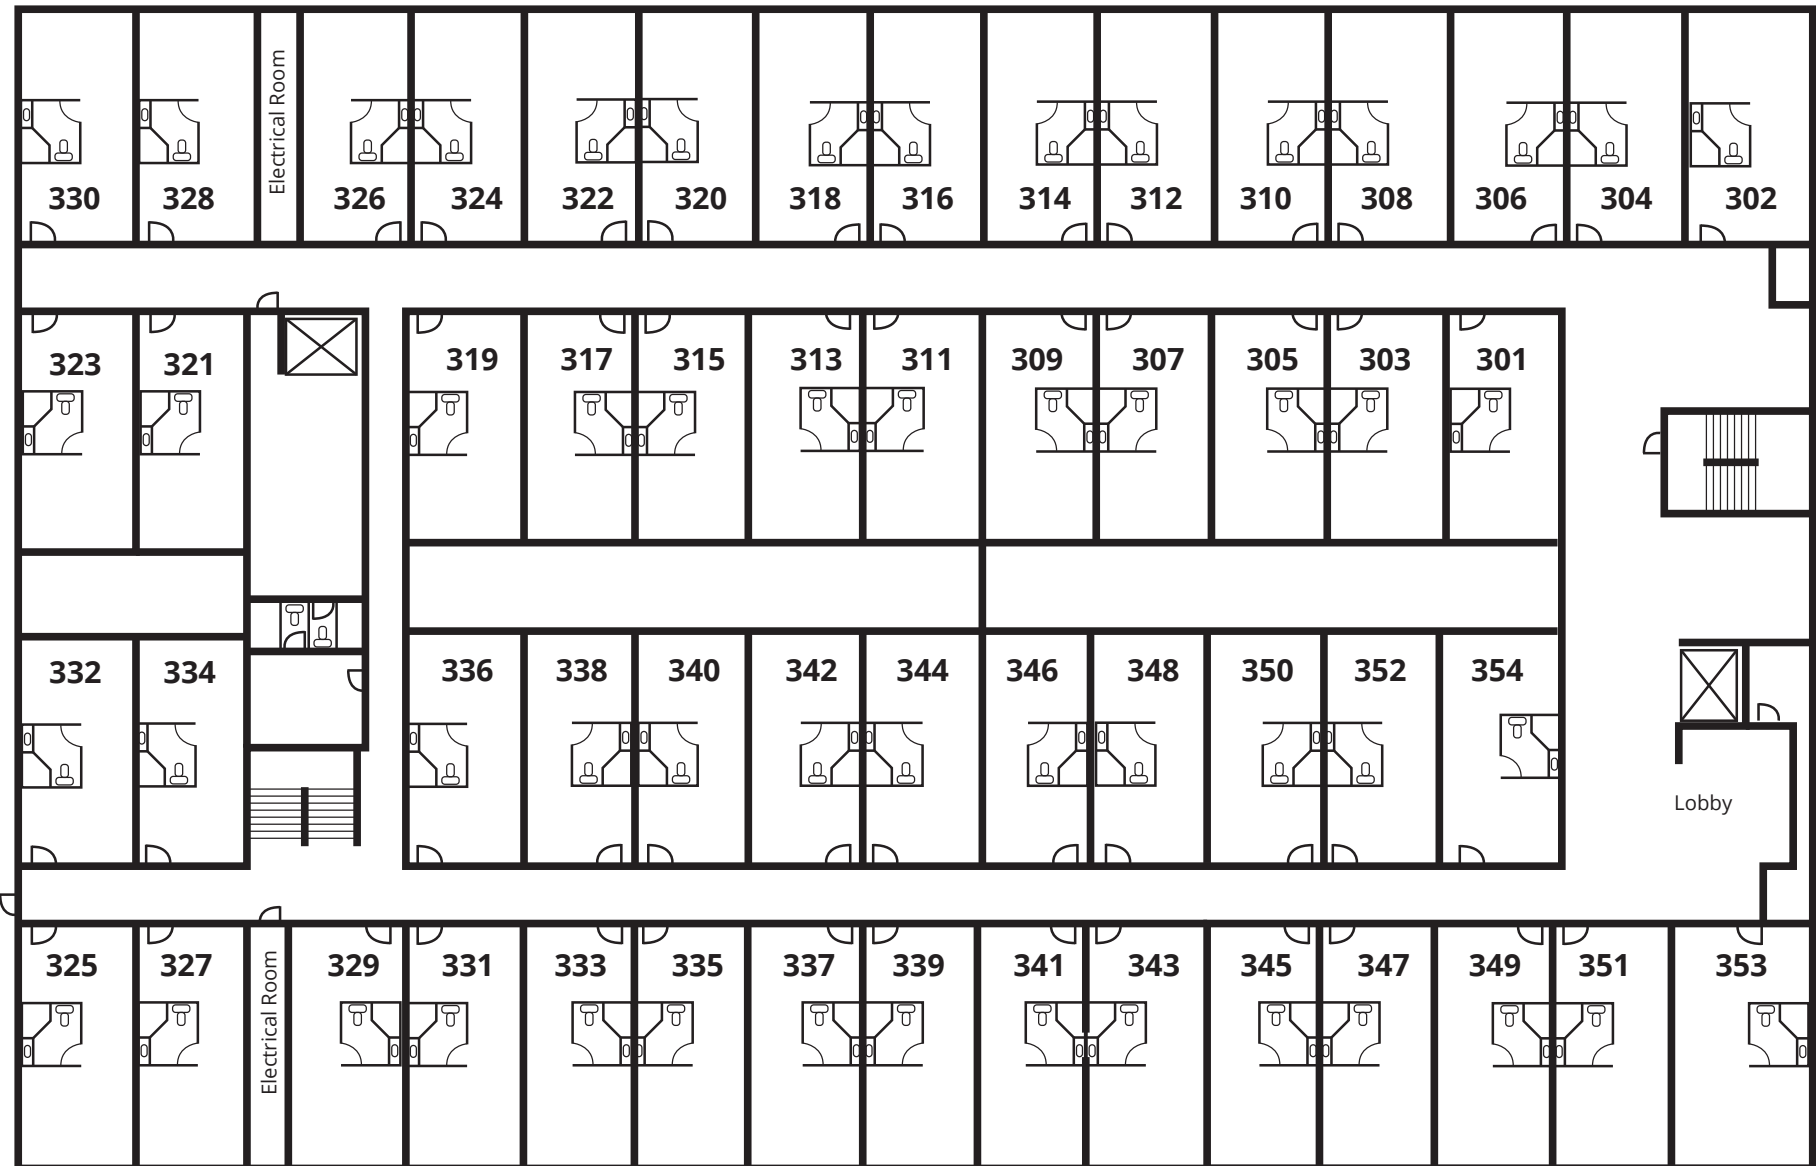 Electrical Room
330 328 326 324 322 320 318 316 314 312 310 308 306 304 302
323 321 319 317 315 313 311 309 307 305 303 301
332 334 336 338 340 342 344 346 348 350 352 354
Lobby
325 327 329 331 333 335 337 339 341 343 345 347 349 351 353
Electrical Room